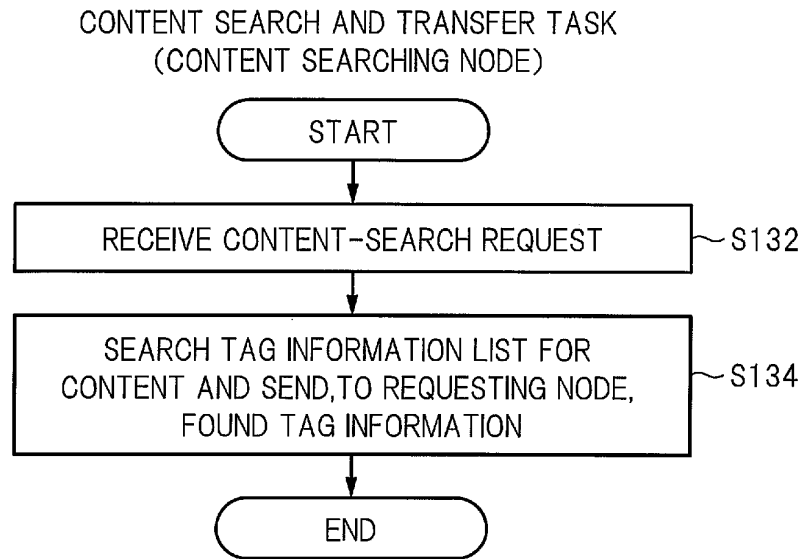 CONTENT SEARCH AND TRANSFER TASK
(CONTENT SEARCHING NODE)
START
RECEIVE CONTENT-SEARCH REQUEST
S132
SEARCH TAG INFORMATION LIST FOR
CONTENT AND SEND,TO REQUESTING NODE,
FOUND TAG INFORMATION
S134
END